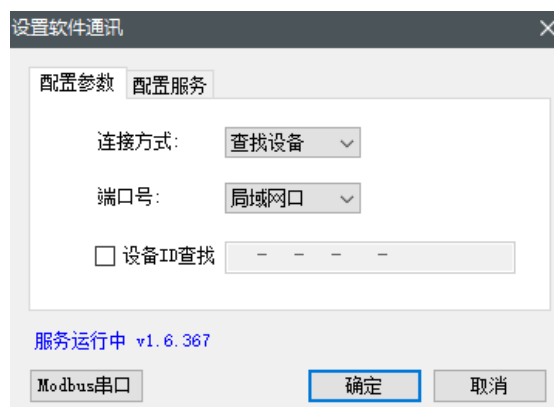 设置软件通讯
配置参数 配置服务
连接方式: 查找设备
端口号: 局域网口
设备ID查找 - - - -
服务运行中 v1.6.367
Modbus串口 确定 取消